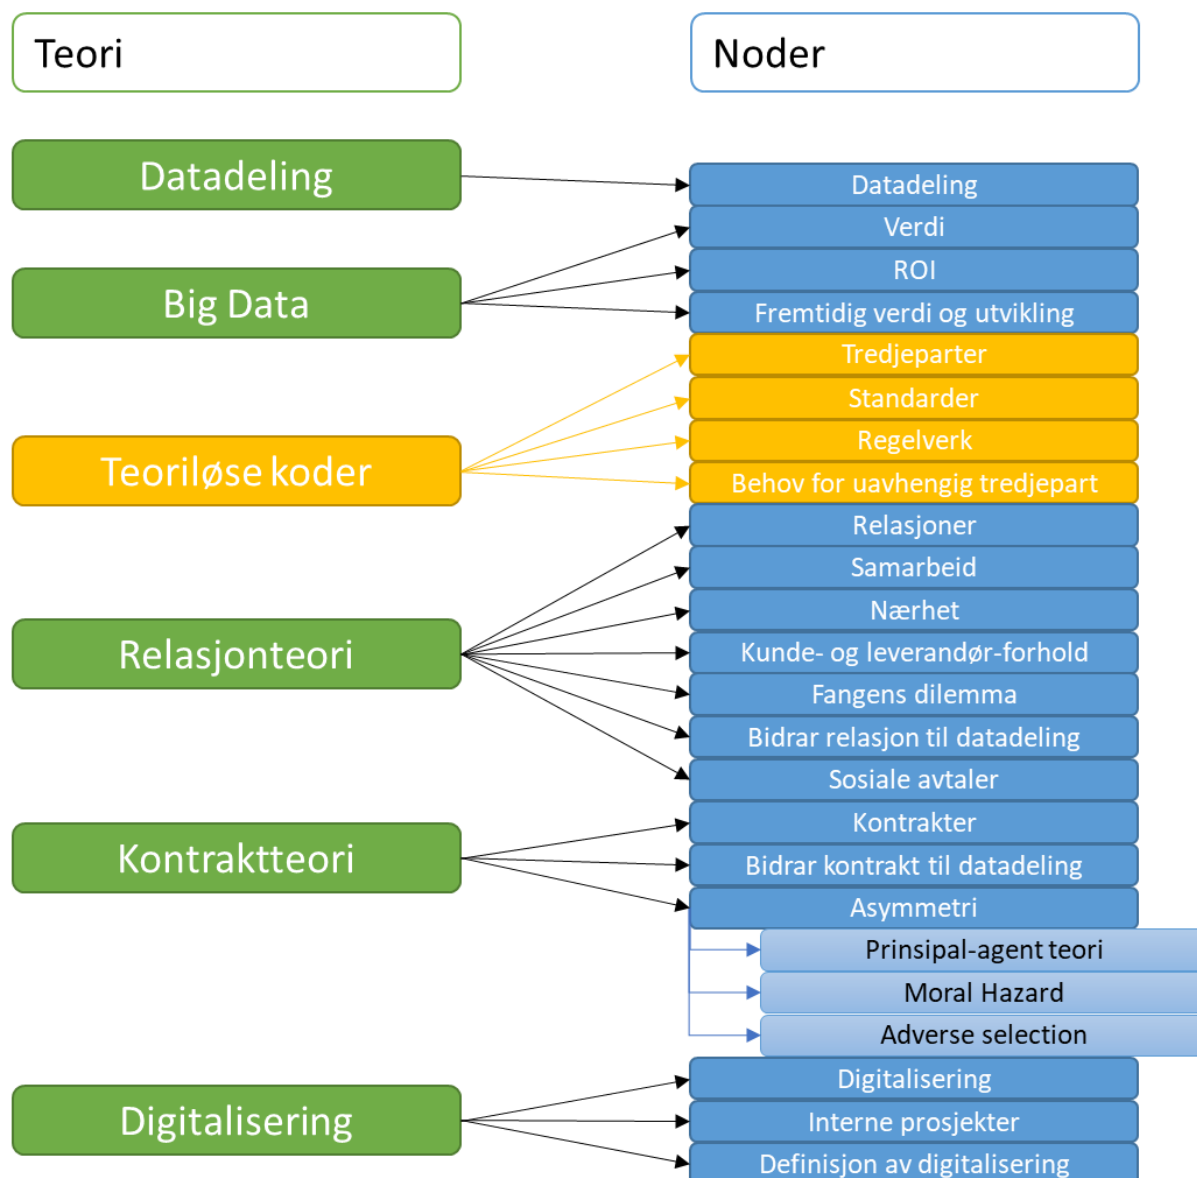 Teori
Noder
Datadeling
Big Data
Teoriløse koder
Relasjonteori
Kontraktteori
Digitalisering
Datadeling
Verdi
ROI
Fremtidig verdi og utvikling
Tredjeparter
Standarder
Regelverk
Behov for uavhengig tredjepart
Relasjoner
Samarbeid
Nærhet
Kunde- og leverandør-forhold
Fangens dilemma
Bidrar relasjon til datadeling
Sosiale avtaler
Kontrakter
Bidrar kontrakt til datadeling
Asymmetri
Prinsipal-agent teori
Moral Hazard
Adverse selection
Digitalisering
Interne prosjekter
Definisjon av digitalisering